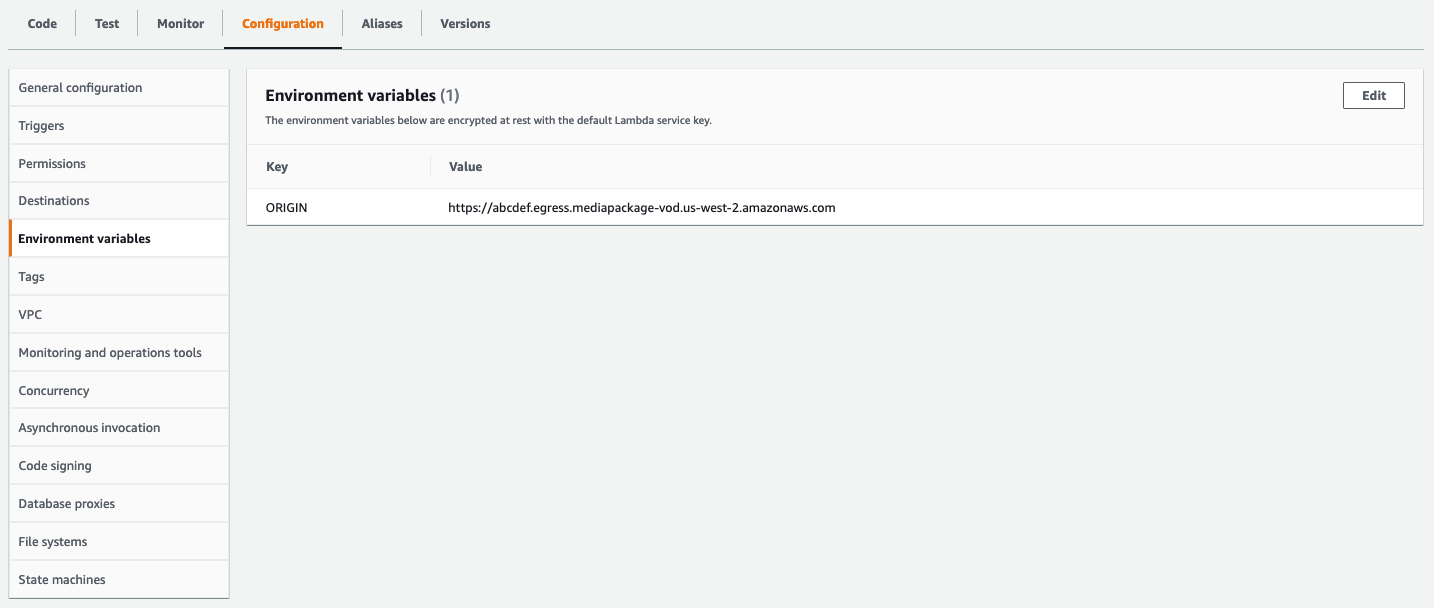 Code Test Monitor Configuration Aliases Versions
General configuration
Triggers
Permissions
Destinations
Environment variables
Tags
VPC
Monitoring and operations tools
Concurrency
Asynchronous invocation
Code signing
Database proxies
File systems
State machines
Environment variables (1)
Edit
The environment variables below are encrypted at rest with the default Lambda service key.
Key Value
ORIGIN https://abcdef.egress.mediapackage-vod.us-west-2.amazonaws.com